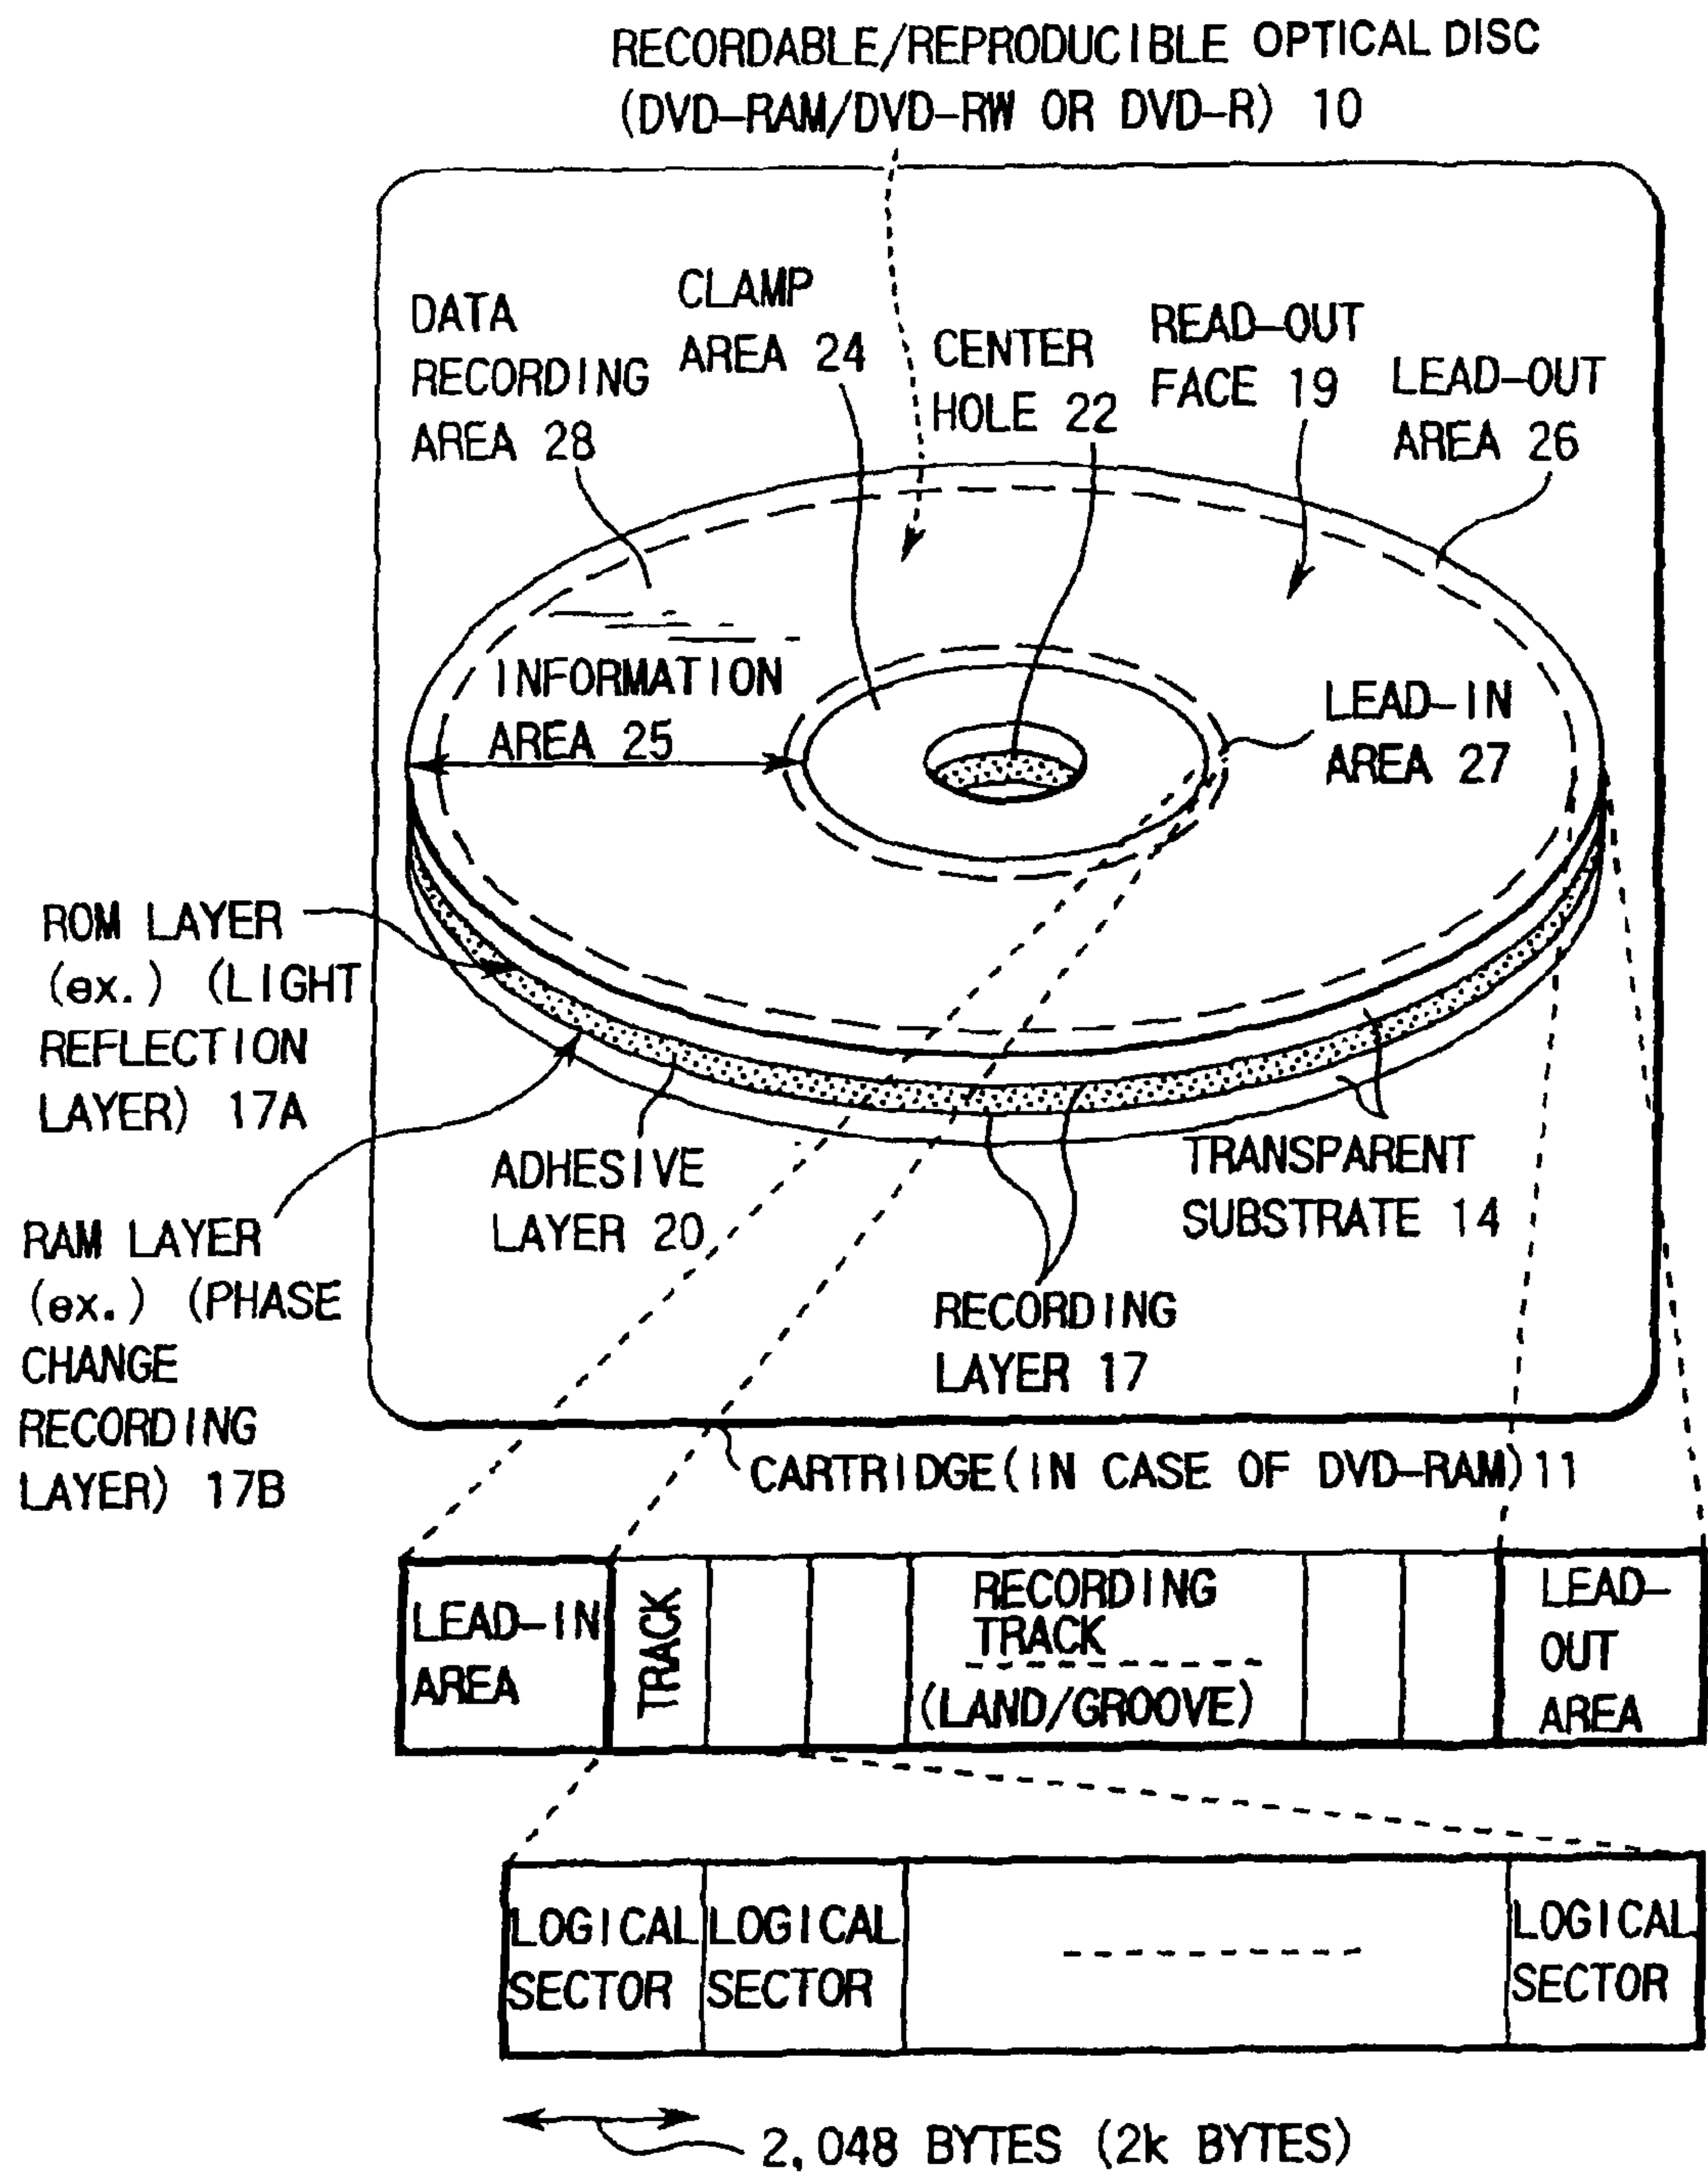 RECORDABLE/REPRODUCIBLE OPTICAL DISC
(DVD-RAM/DVD-RW OR DVD-R) 10
DATA
RECORDING
AREA 28
CLAMP
AREA 24
CENTER
HOLE 22
READ-OUT
FACE 19
LEAD-OUT
AREA 26
INFORMATION
AREA 25
LEAD-IN
AREA 27
ROM LAYER
(ex.) (LIGHT
REFLECTION
LAYER) 17A
RAM LAYER
(ex.) (PHASE
CHANGE
RECORDING
LAYER) 17B
ADHESIVE
LAYER 20
TRANSPARENT
SUBSTRATE 14
RECORDING
LAYER 17
CARTRIDGE(IN CASE OF DVD-RAM)11
LEAD-IN
AREA
TRACK
RECORDING
TRACK
(LAND/GROOVE)
LEAD-
OUT
AREA
LOGICAL
SECTOR
LOGICAL
SECTOR
LOGICAL
SECTOR
2,048 BYTES (2k BYTES)